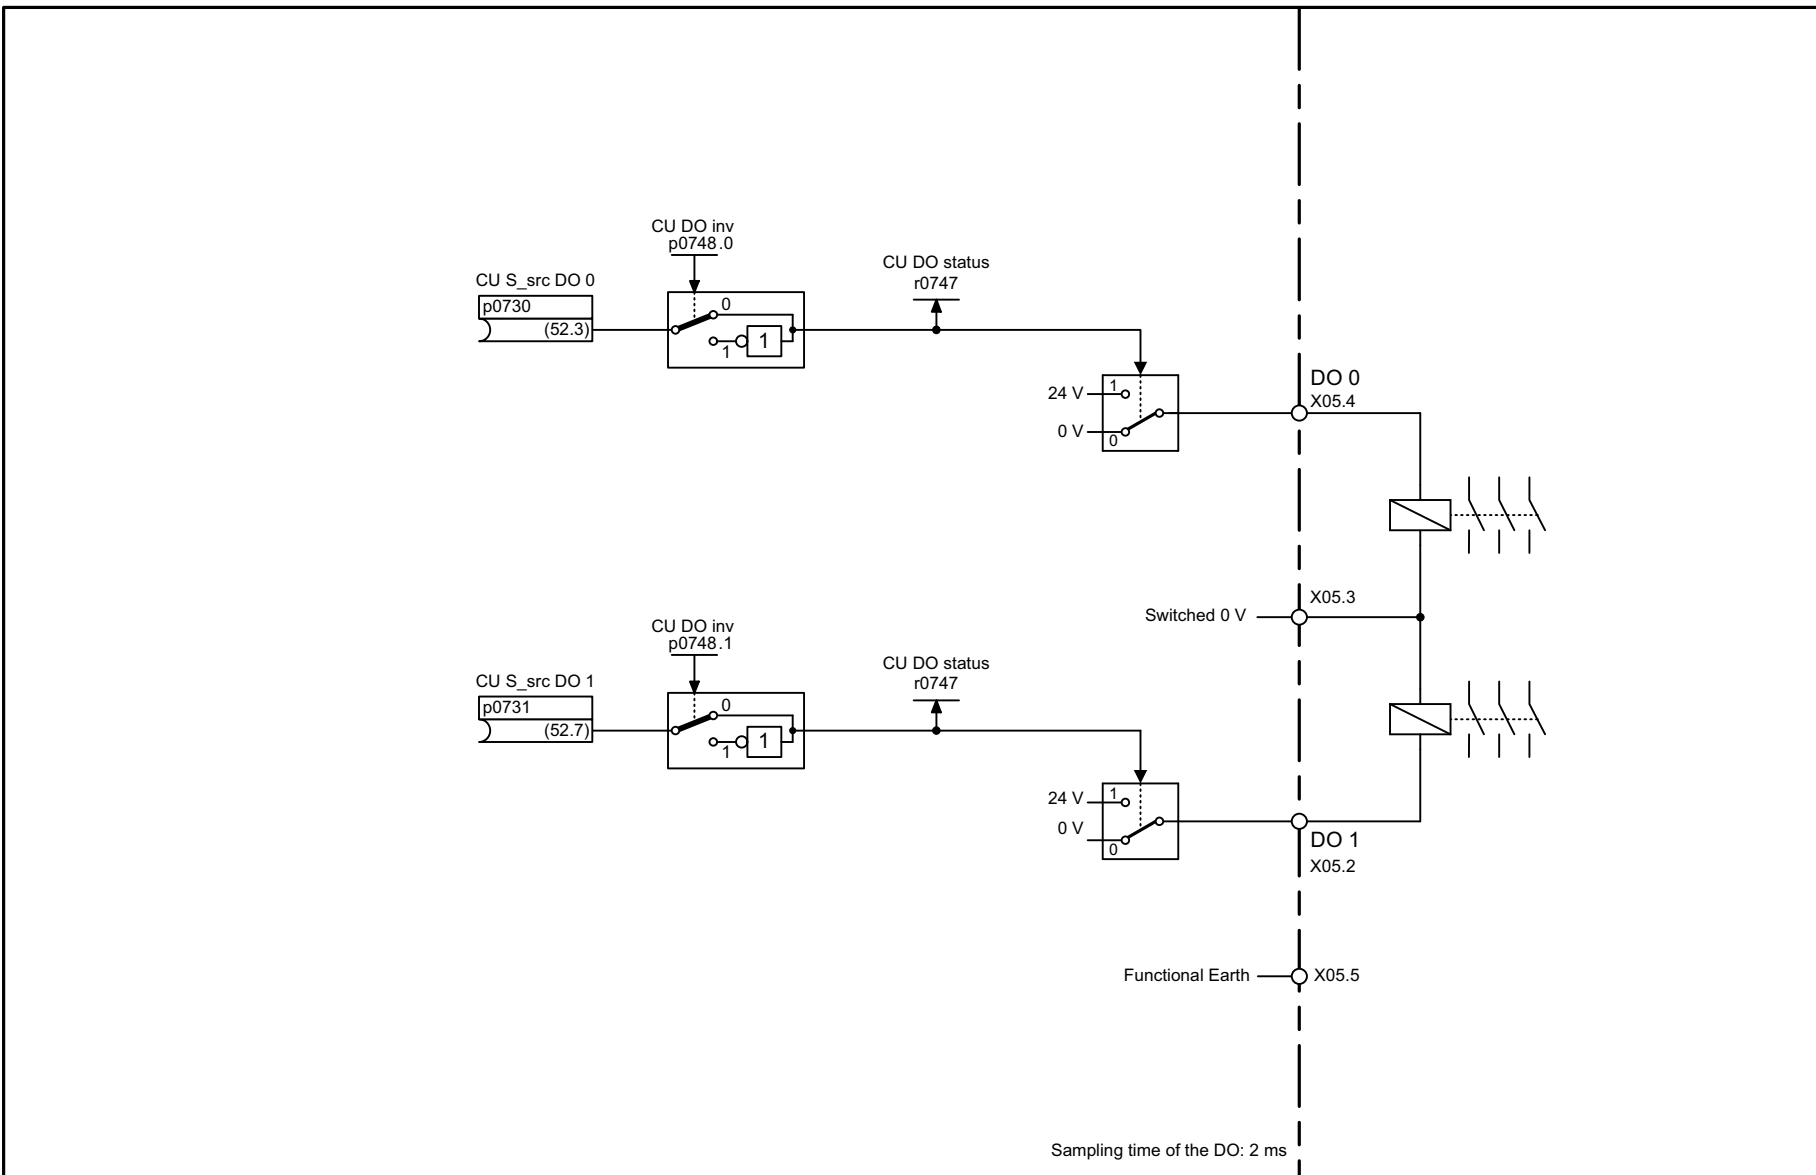 CU DO inv
p0748.0
CU S_src DO 0
p0730
(52.3)
0
1
1
CU DO status
r0747
24 V
1
0 V
0
DO 0
X05.4
Switched 0 V
X05.3
CU DO inv
p0748.1
CU S_src DO 1
p0731
(52.7)
0
1
1
CU DO status
r0747
24 V
1
0 V
0
DO 1
X05.2
Functional Earth
X05.5
Sampling time of the DO: 2 ms